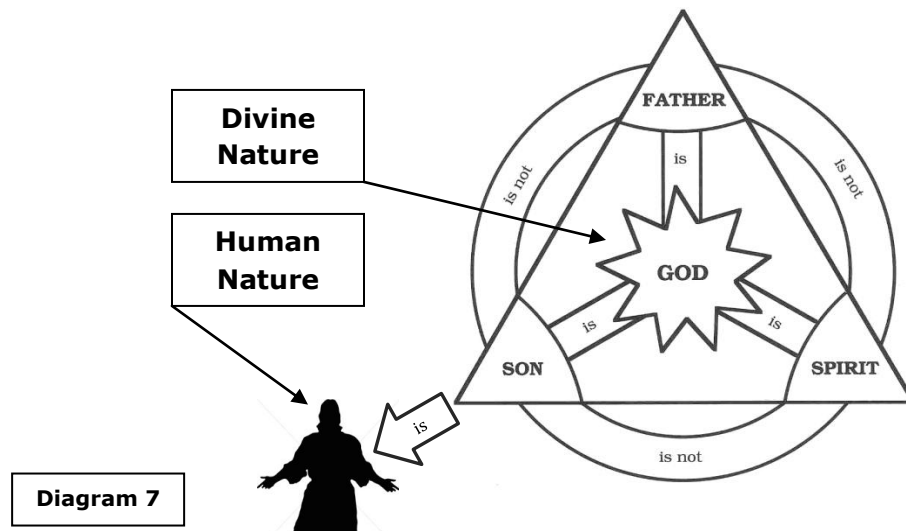 Divine
Nature
Human
Nature
FATHER
is
is not
is not
GOD
is
is
SON
SPIRIT
is
is not
Diagram 7